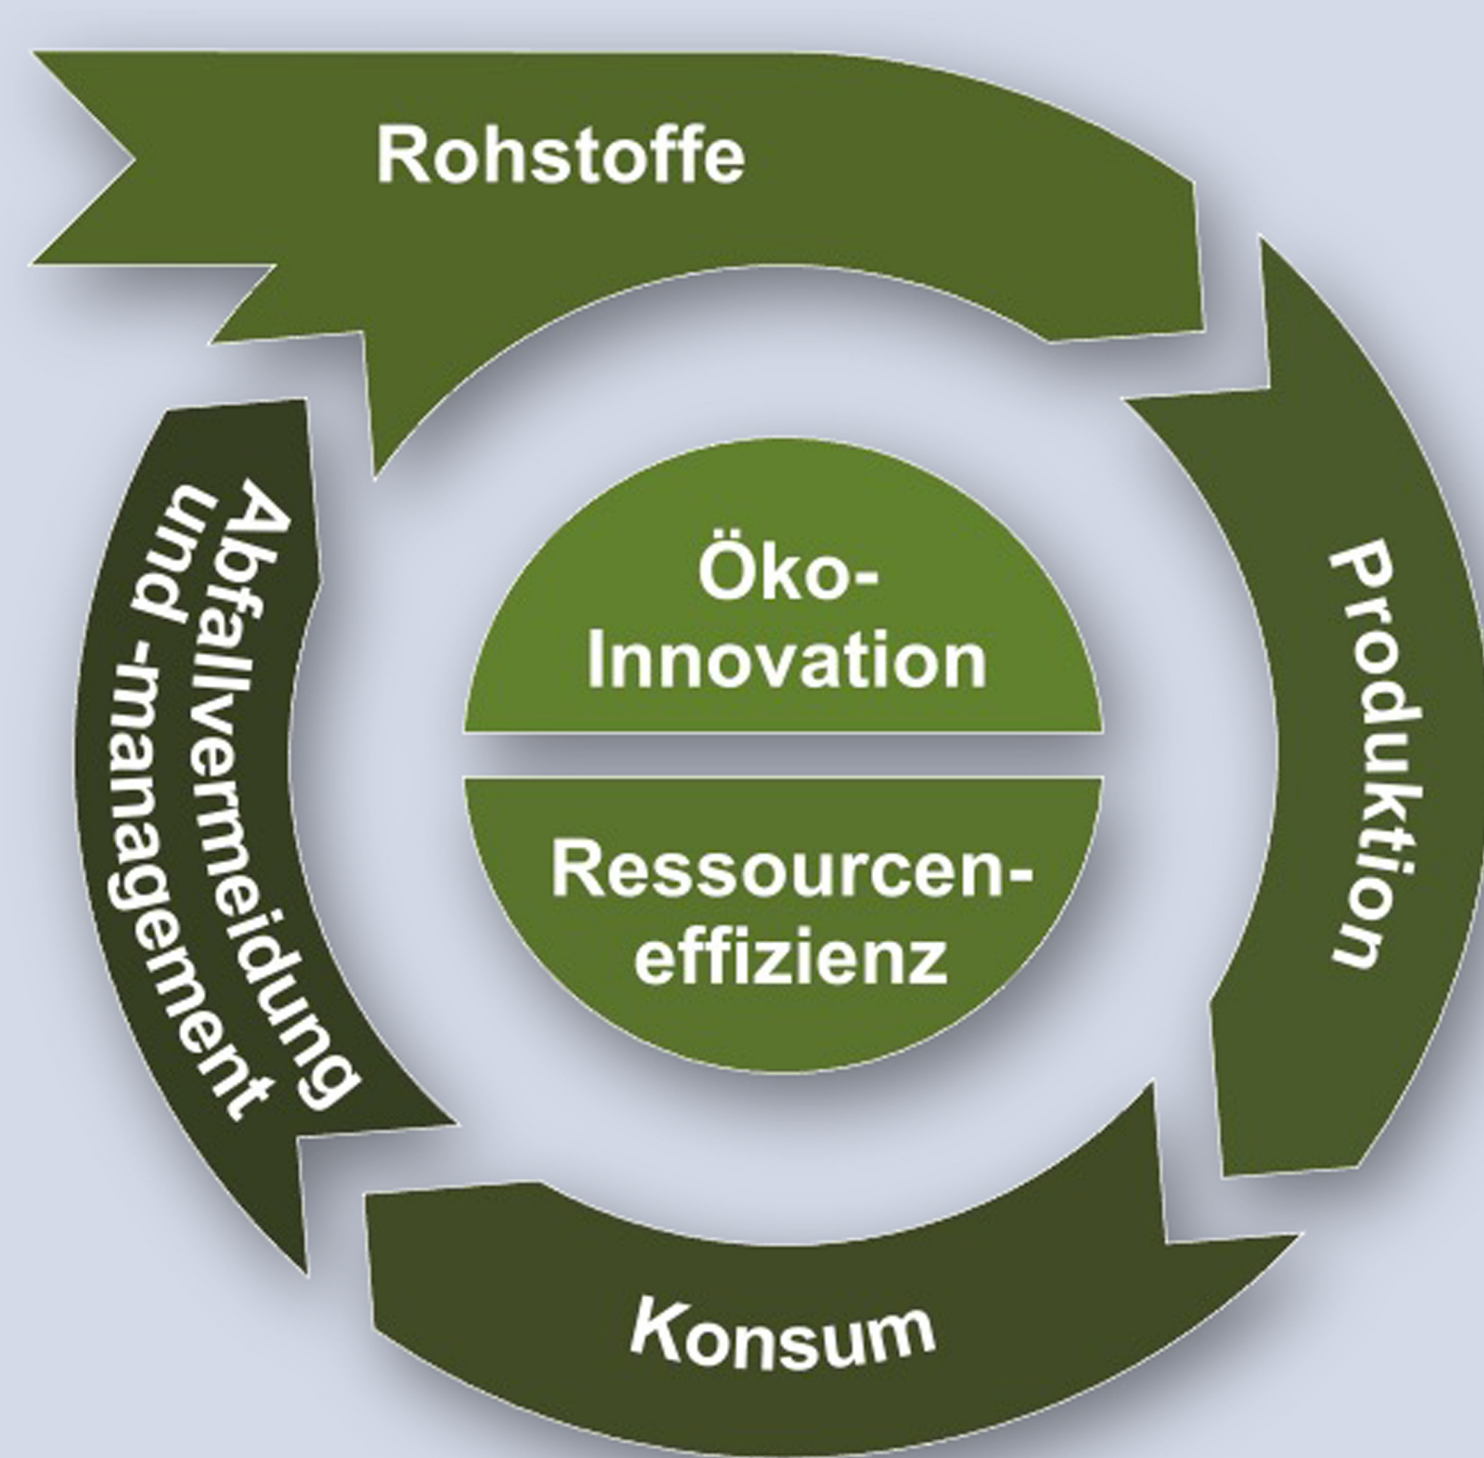 Rohstoffe
Produktion
Konsum
Abfallvermeidung
und -management
Öko-
Innovation
Ressourcen-
effizienz